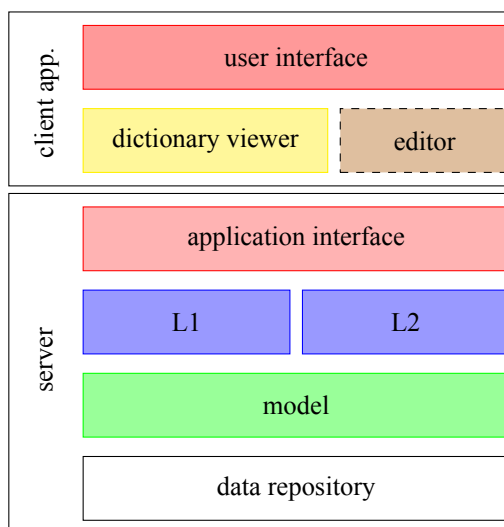 client app.
user interface
dictionary viewer
editor
server
application interface
L1
L2
model
data repository